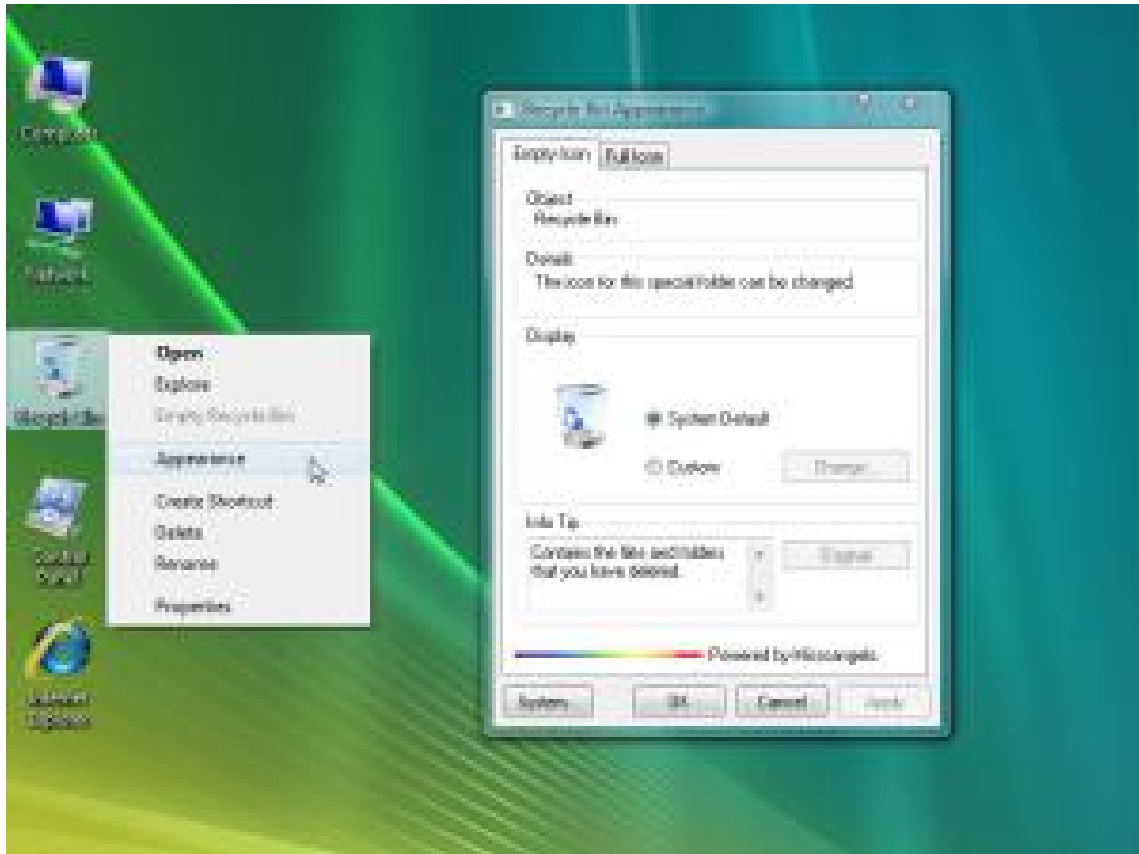 Computer
Network
Recycle Bin
Control
Panel
Internet
Explorer
Open
Explore
Empty Recycle Bin
Appearance
Create Shortcut
Delete
Rename
Properties
Recycle Bin Appearance
Empty Icon
Full Icon
Object
Recycle Bin
Details
The icon for this special folder can be changed.
Display
System Default
Custom
Change...
Info Tip
Contains the files and folders
that you have deleted.
Powered by Microangelo
System...
OK
Cancel
Apply